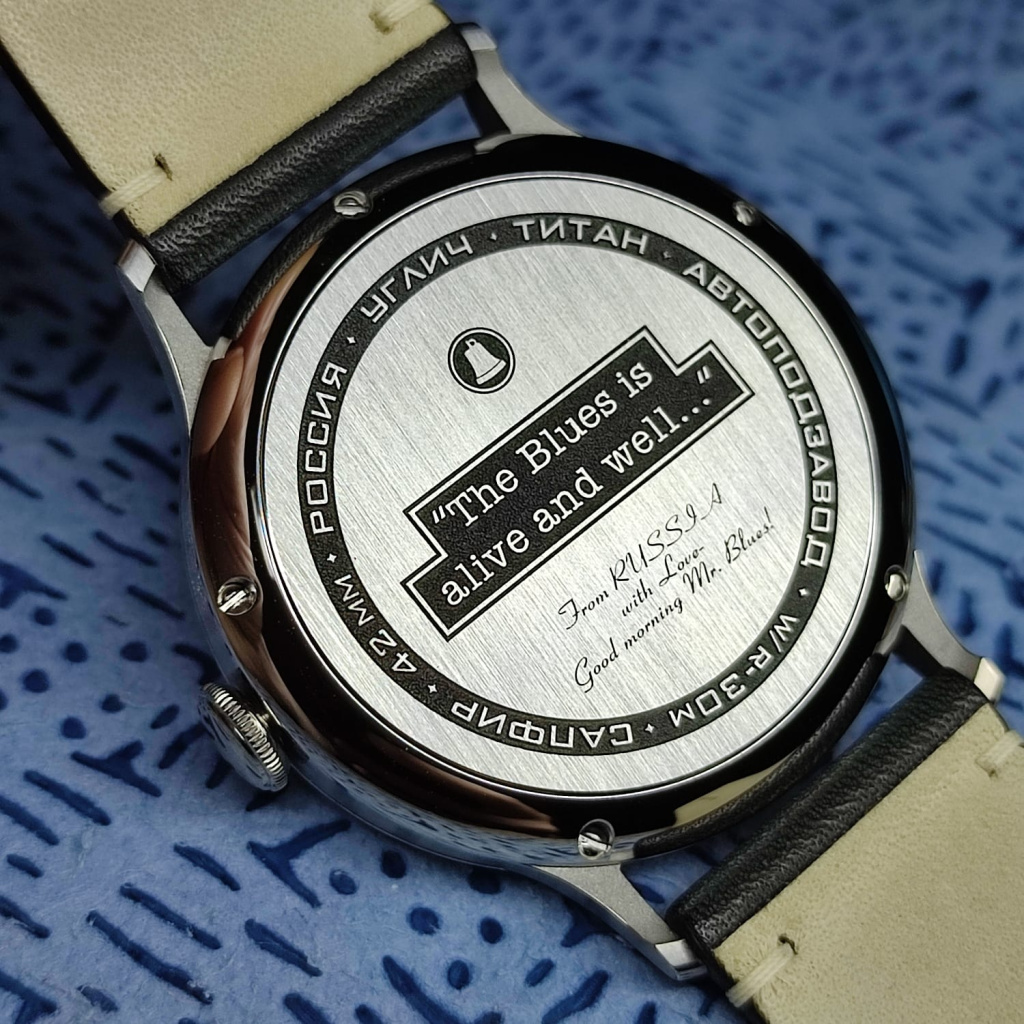 РОССИЯ · УГЛИЧ · ТИТАН · АВТОПОДЗАВОД · W/R-30М · САПФИР · 42 ММ ·
"The Blues is
alive and well..."
From RUSSIA
with Love-
Good morning Mr. Blues!